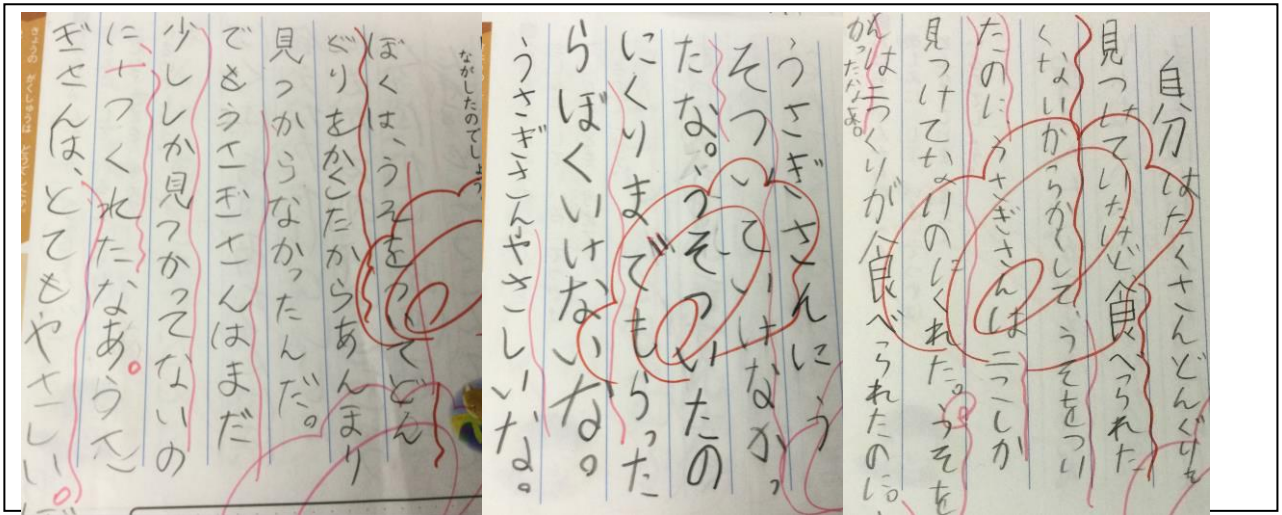 ながしたのでしょう。
ぼくは、うそをついてどん
ぐりをかくしたからあんまり
見つからなかったんだ。
でもうさぎさんはまだ
少ししか見つかってないの
に二つくれたなあ。うさ
ぎさんは、とてもやさしい。
うさぎさんにう
そついていけなかっ
たな。うそついたの
にくりまでもらった
らぼくいけないな。
うさぎさんやさしいな。
自分はたくさんどんぐりを
見つけていたけど食べられた
くないからかくして、うそをつい
たのに、うさぎさんは二つしか
見つけてないのにくれた。うそを
は二つくりが食べられたのに。
かったなあ。